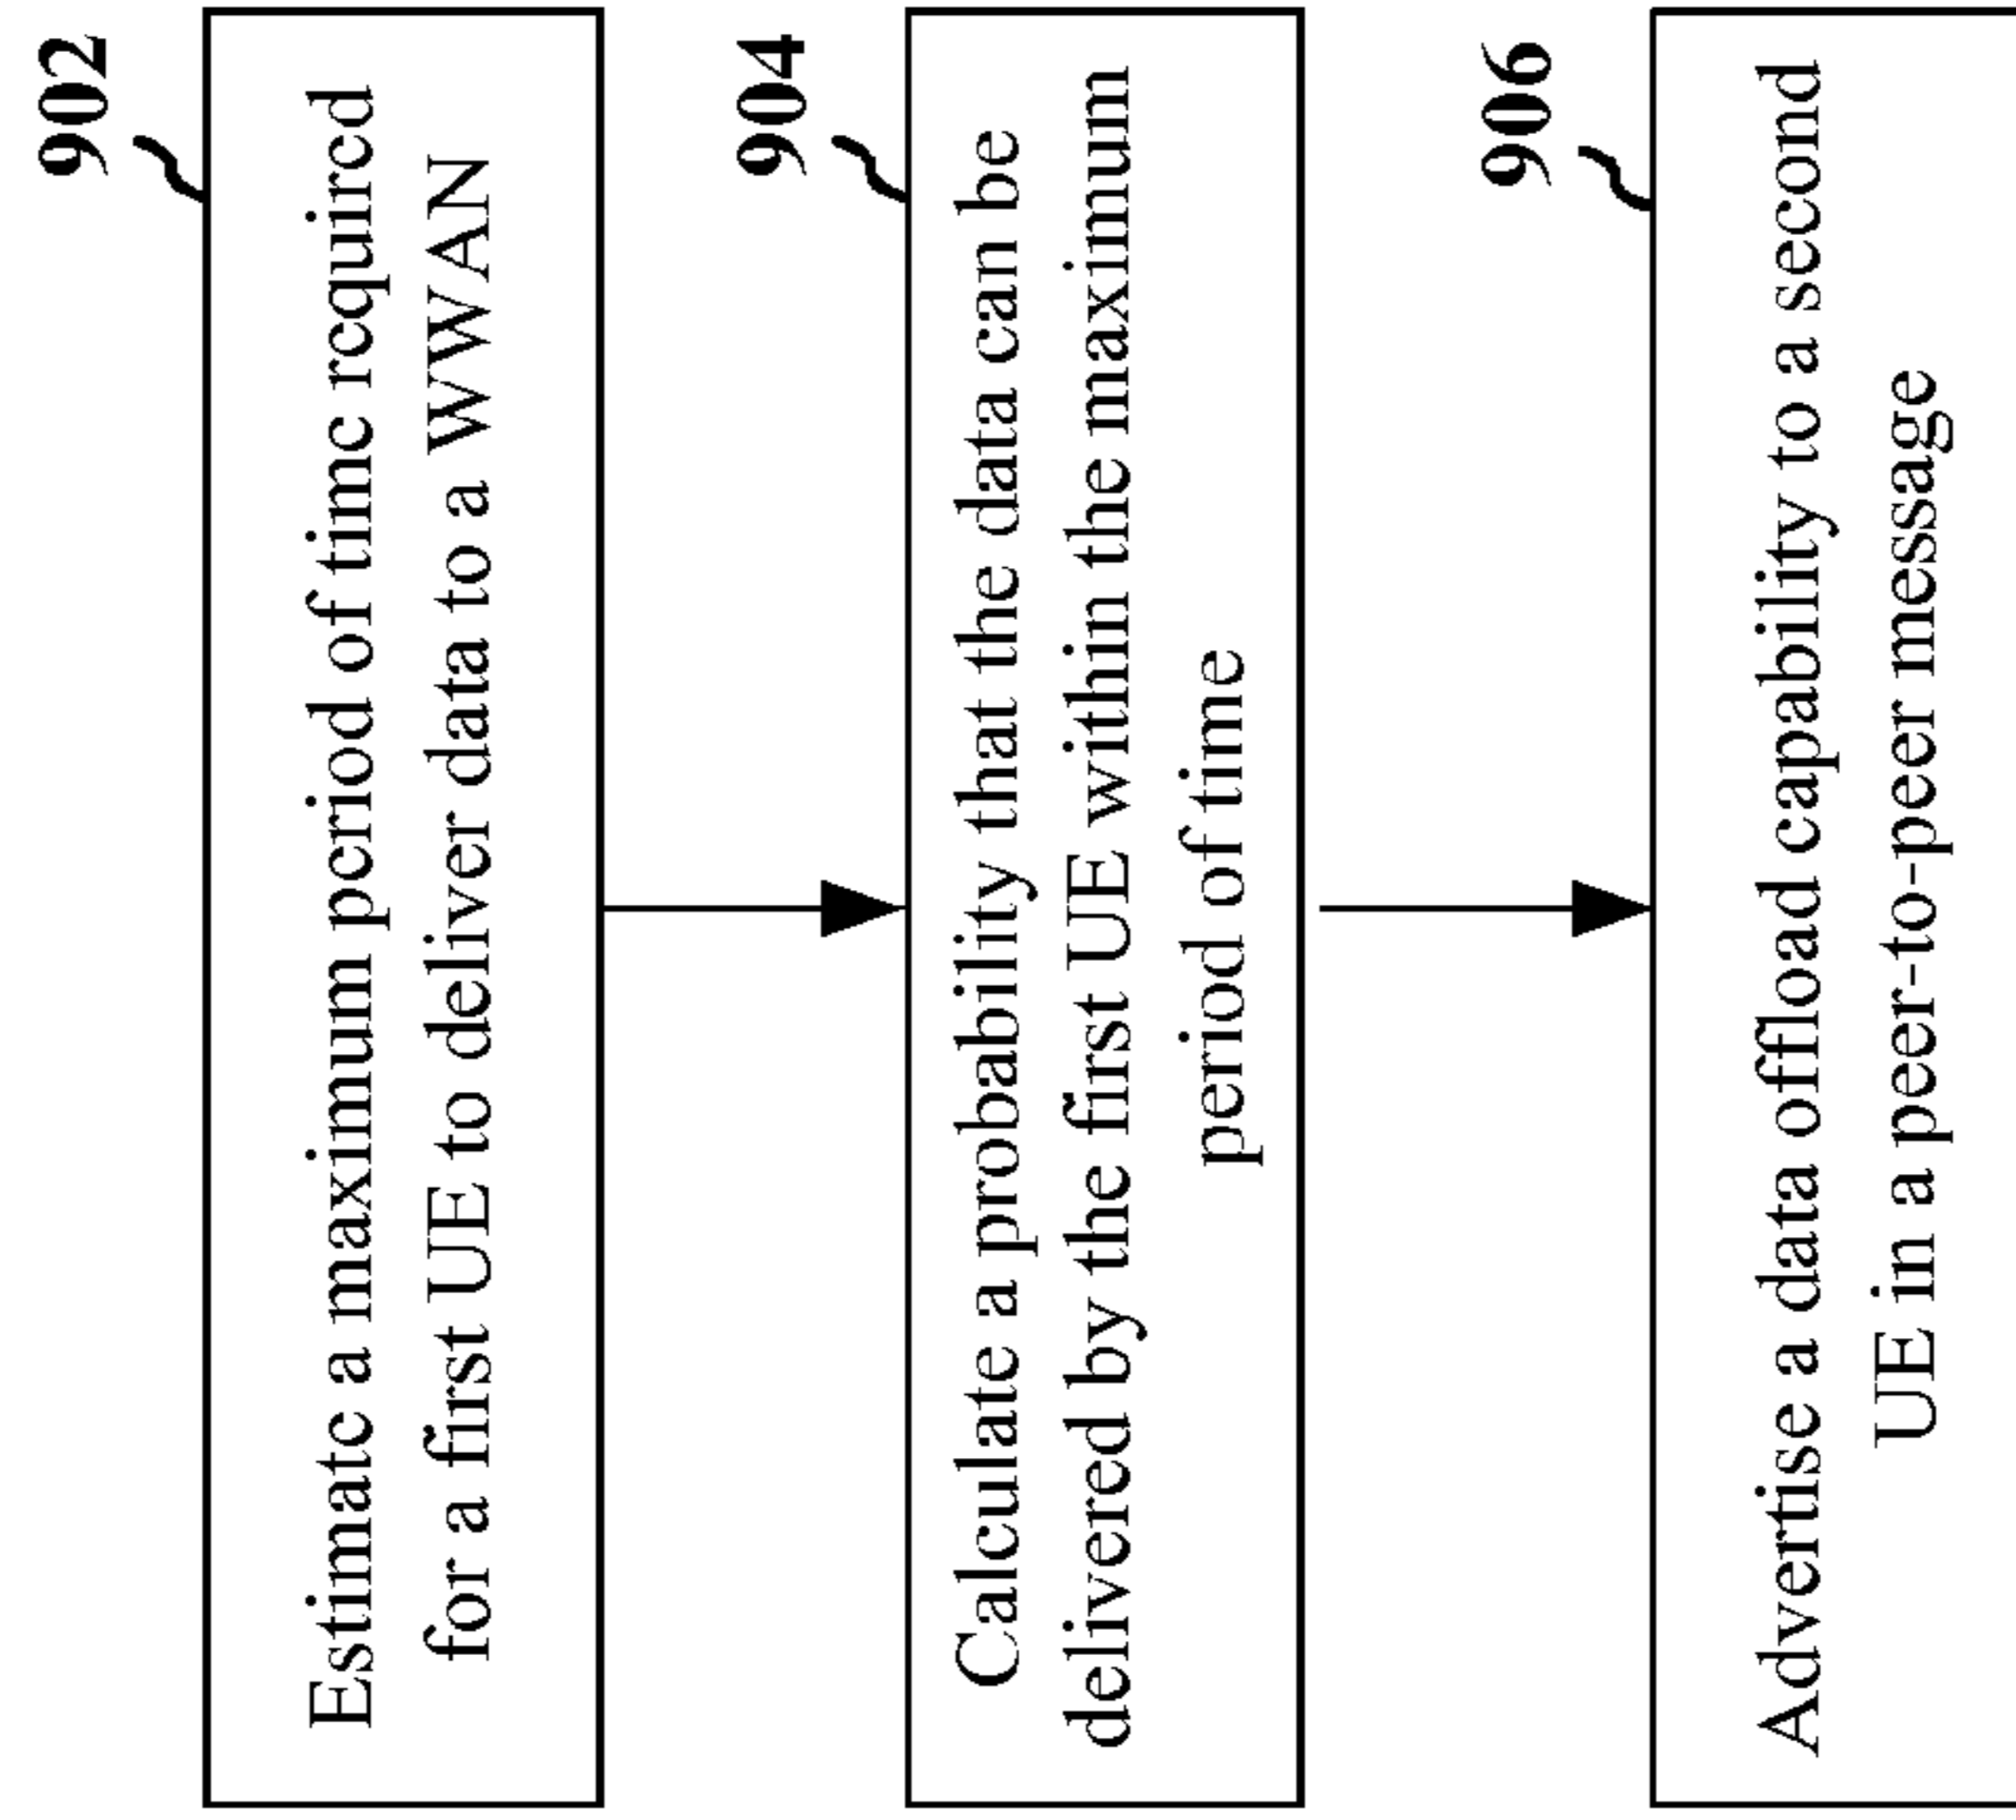 902
Estimate a maximum period of time required
for a first UE to deliver data to a WWAN
904
Calculate a probability that the data can be
delivered by the first UE within the maximum
period of time
906
Advertise a data offload capability to a second
UE in a peer-to-peer message